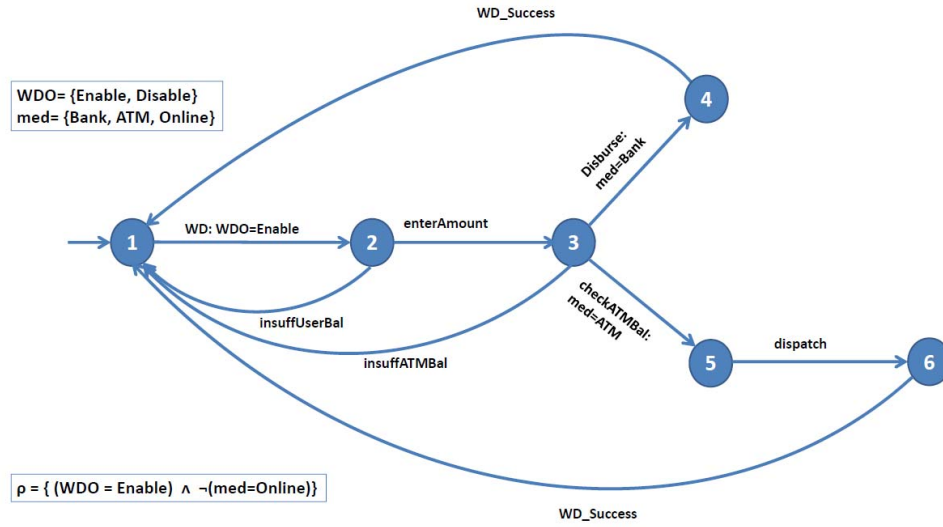 WD_Success
WDO= {Enable, Disable}
med= {Bank, ATM, Online}
4
Disburse:
med=Bank
1
WD: WDO=Enable
2
enterAmount
3
insuffUserBal
checkATMBal:
med=ATM
insuffATMBal
5
dispatch
6
ρ = { (WDO = Enable) ∧ ¬(med=Online)}
WD_Success